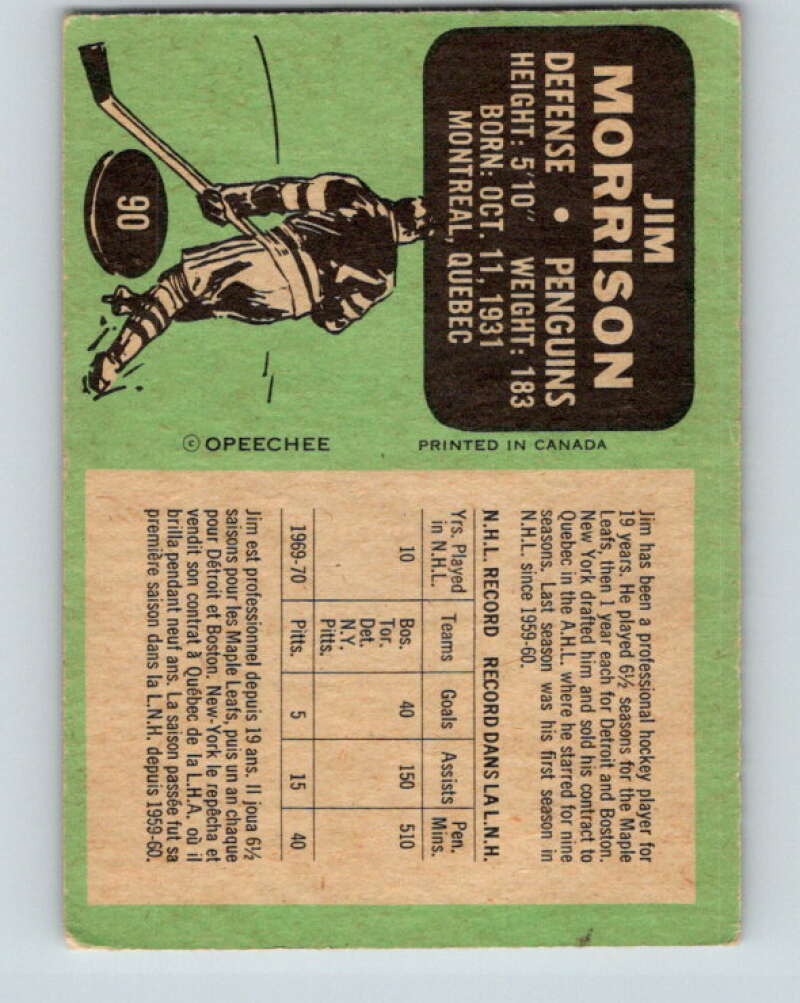 JIM
MORRISON
DEFENSE • PENGUINS
HEIGHT: 5'10" WEIGHT: 183
BORN: OCT. 11, 1931
MONTREAL, QUEBEC
90
© OPEECHEE
PRINTED IN CANADA
Jim has been a professional hockey player for
19 years. He played 6½ seasons for the Maple
Leafs, then 1 year each for Detroit and Boston.
New York drafted him and sold his contract to
Quebec in the A.H.L. where he starred for nine
seasons. Last season was his first season in
N.H.L. since 1959-60.
N.H.L. RECORD RECORD DANS LA L.N.H.
Yrs. Played in N.H.L. Teams Goals Assists Pen. Mins.
10 Bos. 40 150 510
Tor.
Det.
N.Y.
Pitts.
1969-70 Pitts. 5 15 40
Jim est professionnel depuis 19 ans. Il joua 6½
saisons pour les Maple Leafs, puis un an chaque
pour Détroit et Boston. New-York le repêcha et
vendit son contrat à Québec de la L.H.A. où il
brilla pendant neuf ans. La saison passée fut sa
première saison dans la L.N.H. depuis 1959-60.